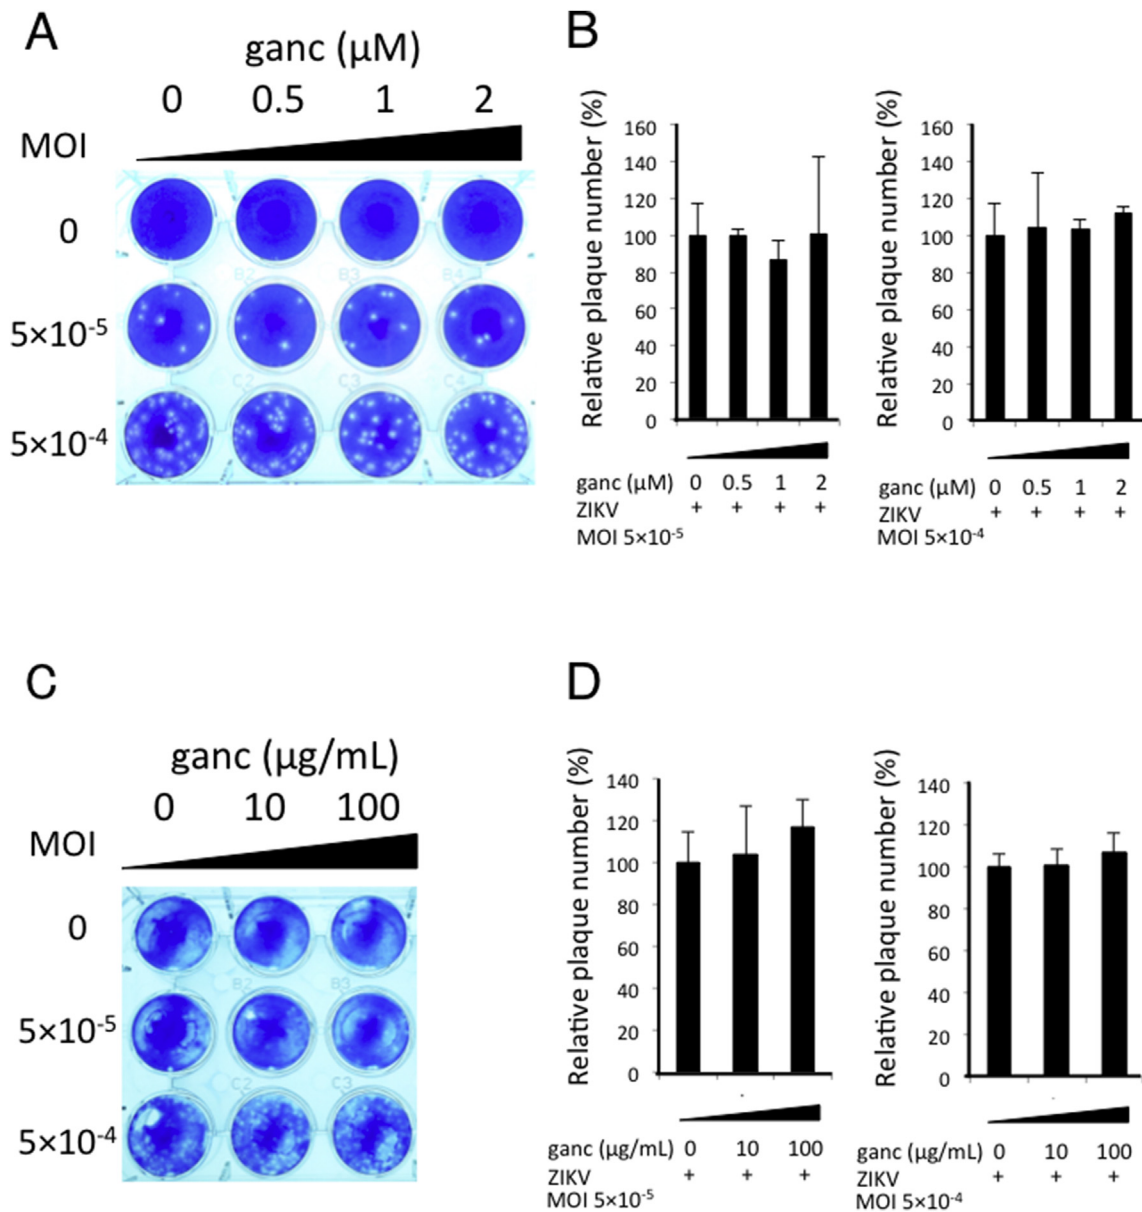 A
ganc (µM)
0 0.5 1 2
MOI
0
5×10⁻⁵
5×10⁻⁴
B2 B3 B4
C2 C3 C4
B
Relative plaque number (%)
160
140
120
100
80
60
40
20
0
ganc (µM) 0 0.5 1 2
ZIKV + + + +
MOI 5×10⁻⁵
Relative plaque number (%)
160
140
120
100
80
60
40
20
0
ganc (µM) 0 0.5 1 2
ZIKV + + + +
MOI 5×10⁻⁴
C
ganc (µg/mL)
0 10 100
MOI
0
5×10⁻⁵
5×10⁻⁴
B2 B3
C2 C3
D
Relative plaque number (%)
140
120
100
80
60
40
20
0
ganc (µg/mL) 0 10 100
ZIKV + + +
MOI 5×10⁻⁵
Relative plaque number (%)
140
120
100
80
60
40
20
0
ganc (µg/mL) 0 10 100
ZIKV + + +
MOI 5×10⁻⁴